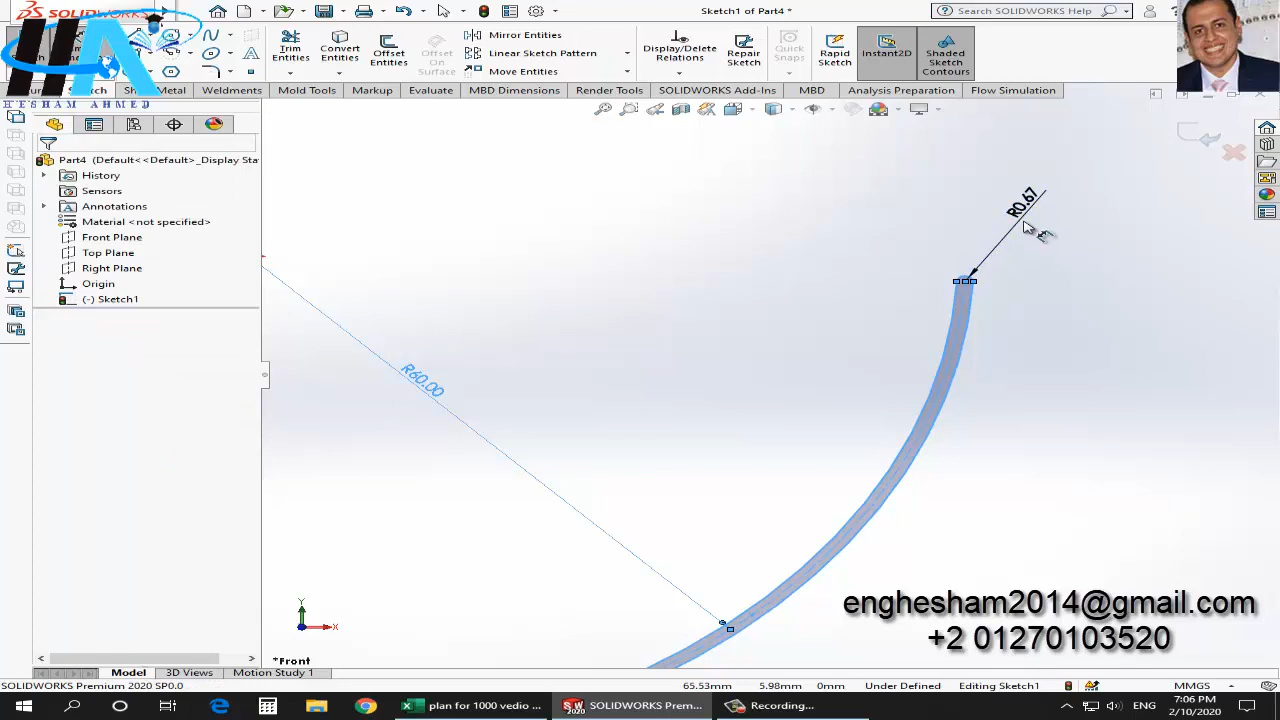 SOLIDWORKS
Sketch1 of Part4 *
Search SOLIDWORKS Help
HA
HESHAM AHMED
Trim Entities
Convert Entities
Offset Entities
Offset On Surface
Mirror Entities
Linear Sketch Pattern
Move Entities
Display/Delete Relations
Repair Sketch
Quick Snaps
Rapid Sketch
Instant2D
Shaded Sketch Contours
Sketch
Metal
Weldments
Mold Tools
Markup
Evaluate
MBD Dimensions
Render Tools
SOLIDWORKS Add-Ins
MBD
Analysis Preparation
Flow Simulation
Part4 (Default<<Default>_Display Sta
History
Sensors
Annotations
Material <not specified>
Front Plane
Top Plane
Right Plane
Origin
(-) Sketch1
R0.67
R60.00
Y
X
*Front
enghesham2014@gmail.com
+2 01270103520
Model
3D Views
Motion Study 1
SOLIDWORKS Premium 2020 SP0.0
65.53mm
5.98mm
0mm
Under Defined
Editing Sketch1
MMGS
plan for 1000 vedio ...
SOLIDWORKS Prem...
Recording...
ENG
7:06 PM
2/10/2020